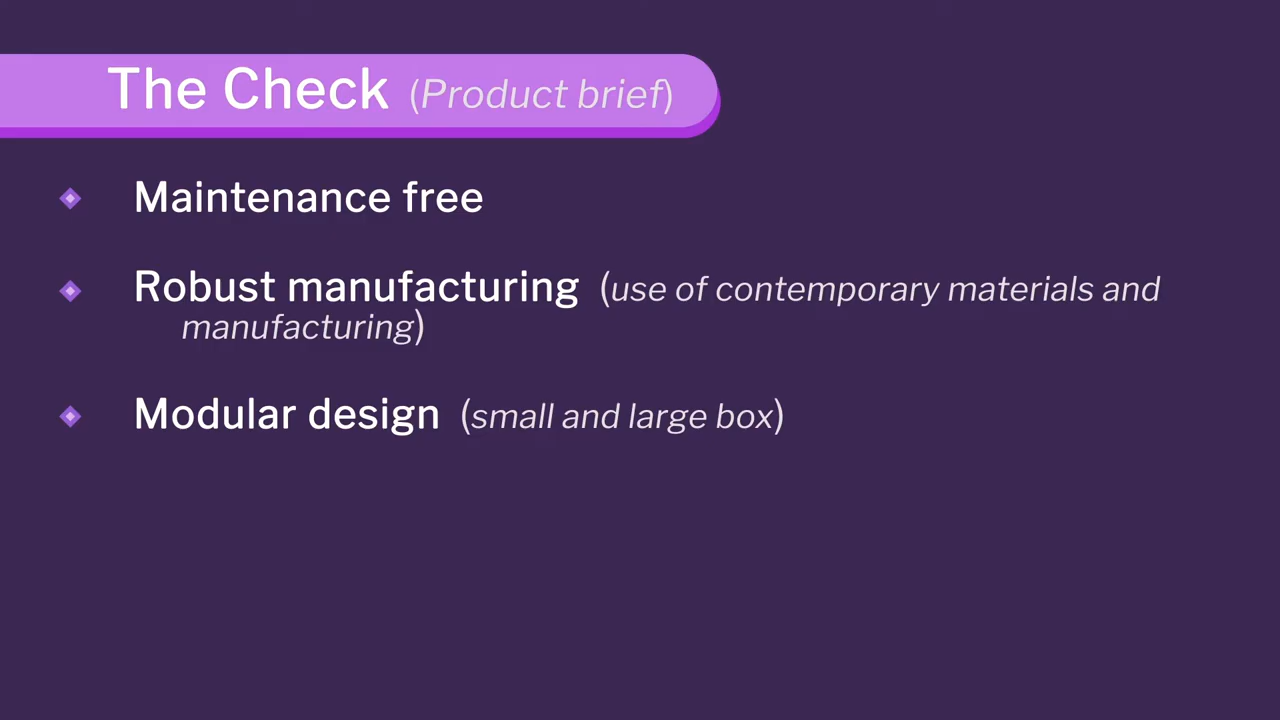 The Check (Product brief)
Maintenance free
Robust manufacturing (use of contemporary materials and
manufacturing)
Modular design (small and large box)